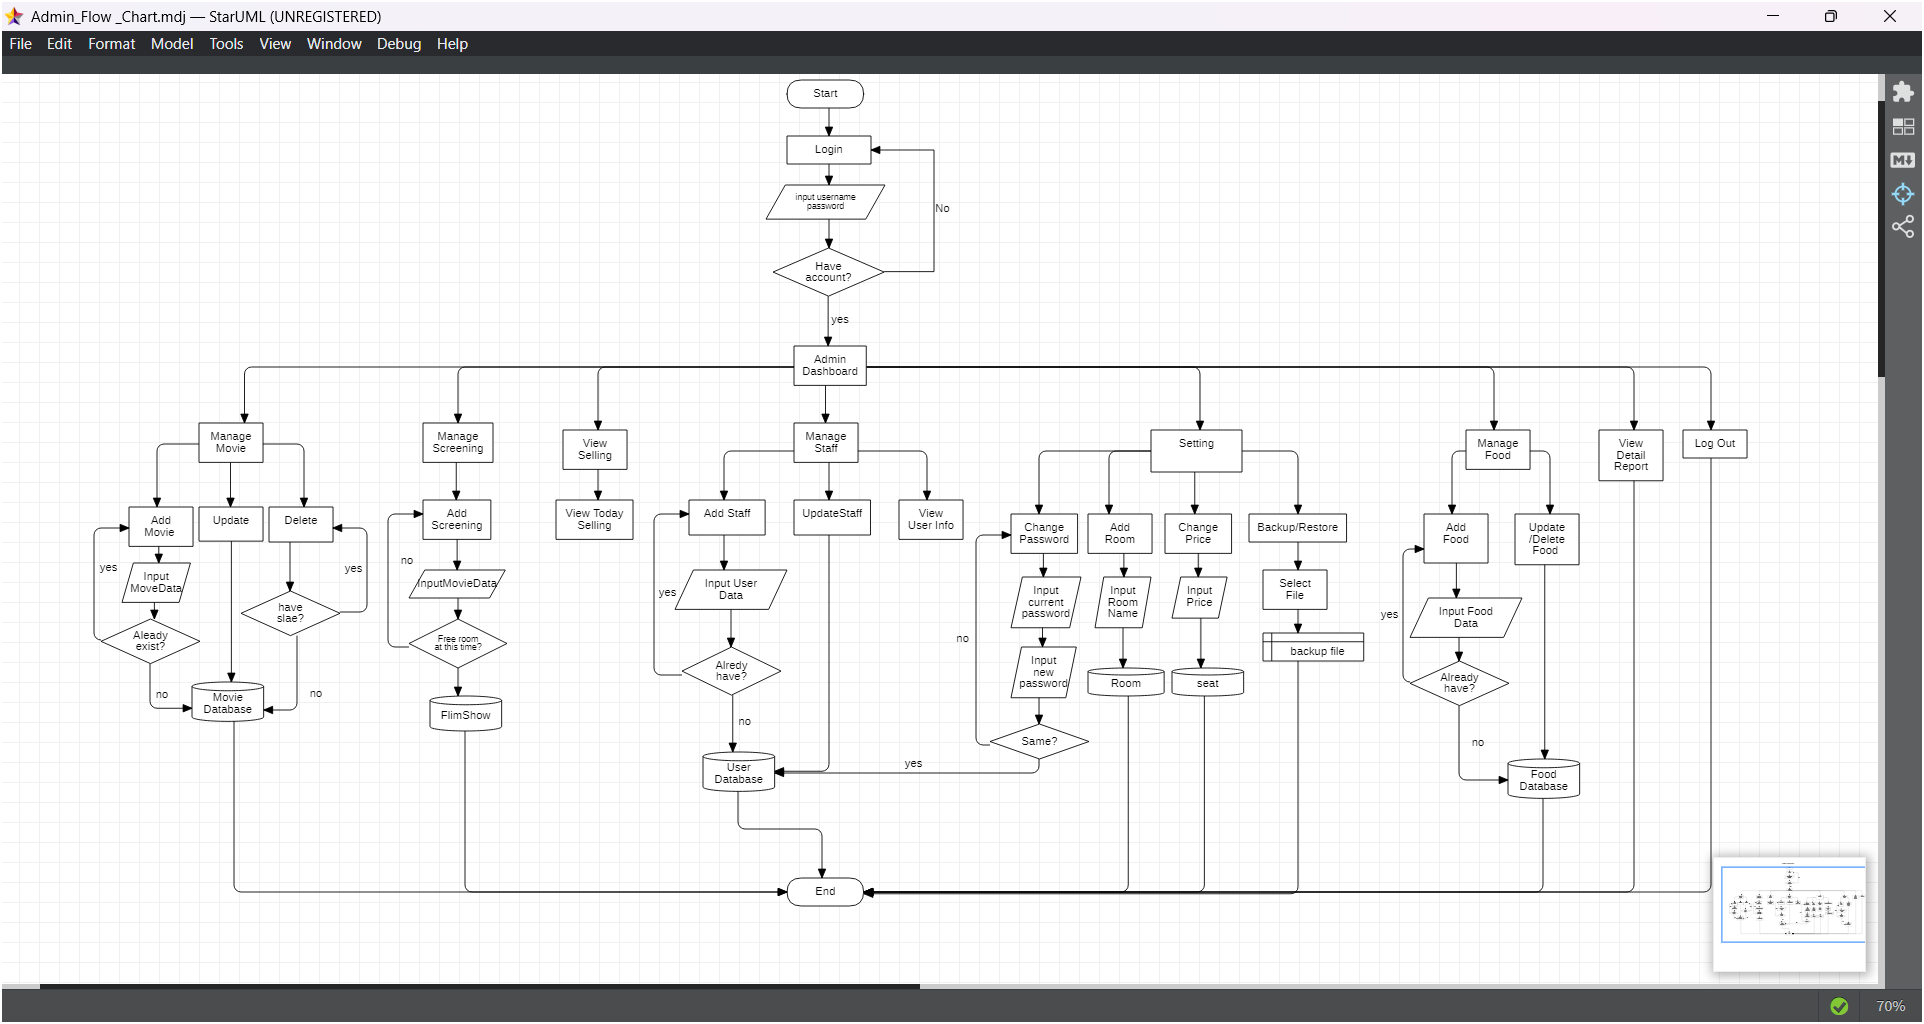 Admin_Flow _Chart.mdj — StarUML (UNREGISTERED)
File Edit Format Model Tools View Window Debug Help
Start
Login
input username
password
No
Have
account?
yes
Admin
Dashboard
Manage
Movie
Manage
Screening
View
Selling
Manage
Staff
Setting
Manage
Food
View
Detail
Report
Log Out
Add
Movie
Update
Delete
Add
Screening
View Today
Selling
Add Staff
UpdateStaff
View
User Info
Change
Password
Add
Room
Change
Price
Backup/Restore
Add
Food
Update
/Delete
Food
yes
Input
MoveData
yes
no
InputMovieData
yes
Input User
Data
Input
current
password
Input
Room
Name
Input
Price
Select
File
yes
Input Food
Data
Aleady
exist?
have
slae?
Free room
at this time?
no
Alredy
have?
Input
new
password
Room
seat
backup file
Already
have?
no
Movie
Database
no
FlimShow
no
Same?
no
User
Database
yes
Food
Database
End
M
70%